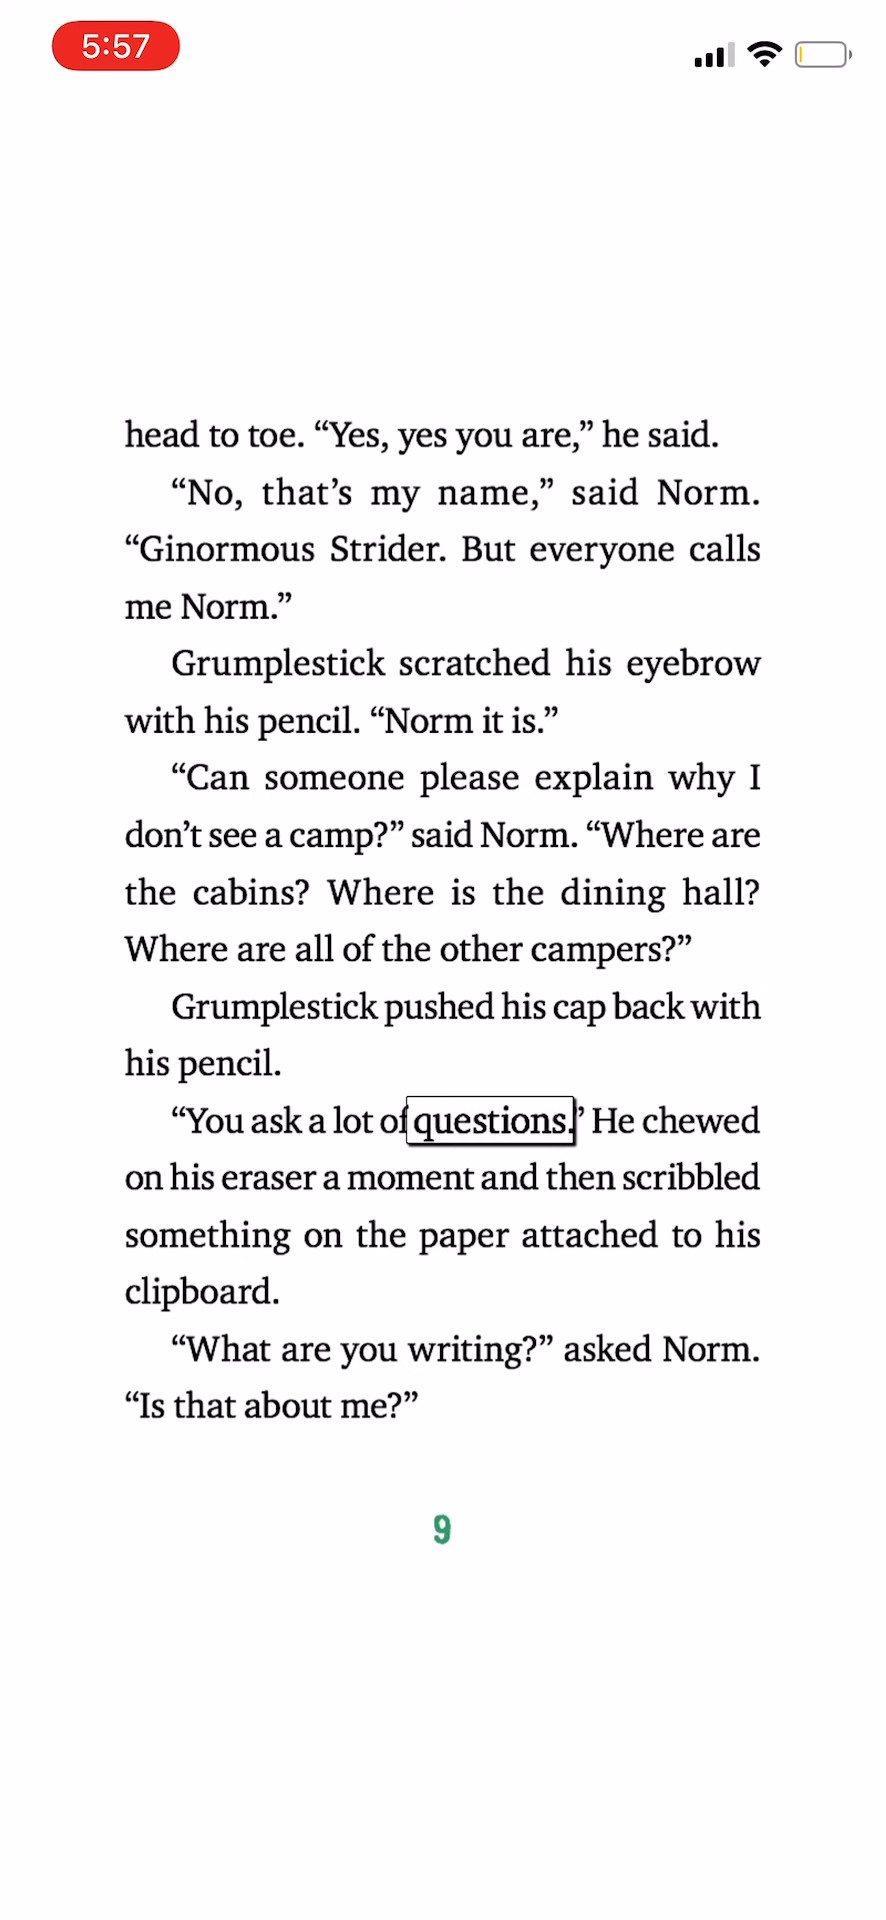 5:57
head to toe. “Yes, yes you are,” he said.
“No, that’s my name,” said Norm.
“Ginormous Strider. But everyone calls
me Norm.”
Grumplestick scratched his eyebrow
with his pencil. “Norm it is.”
“Can someone please explain why I
don’t see a camp?” said Norm. “Where are
the cabins? Where is the dining hall?
Where are all of the other campers?”
Grumplestick pushed his cap back with
his pencil.
“You ask a lot of questions.” He chewed
on his eraser a moment and then scribbled
something on the paper attached to his
clipboard.
“What are you writing?” asked Norm.
“Is that about me?”
9